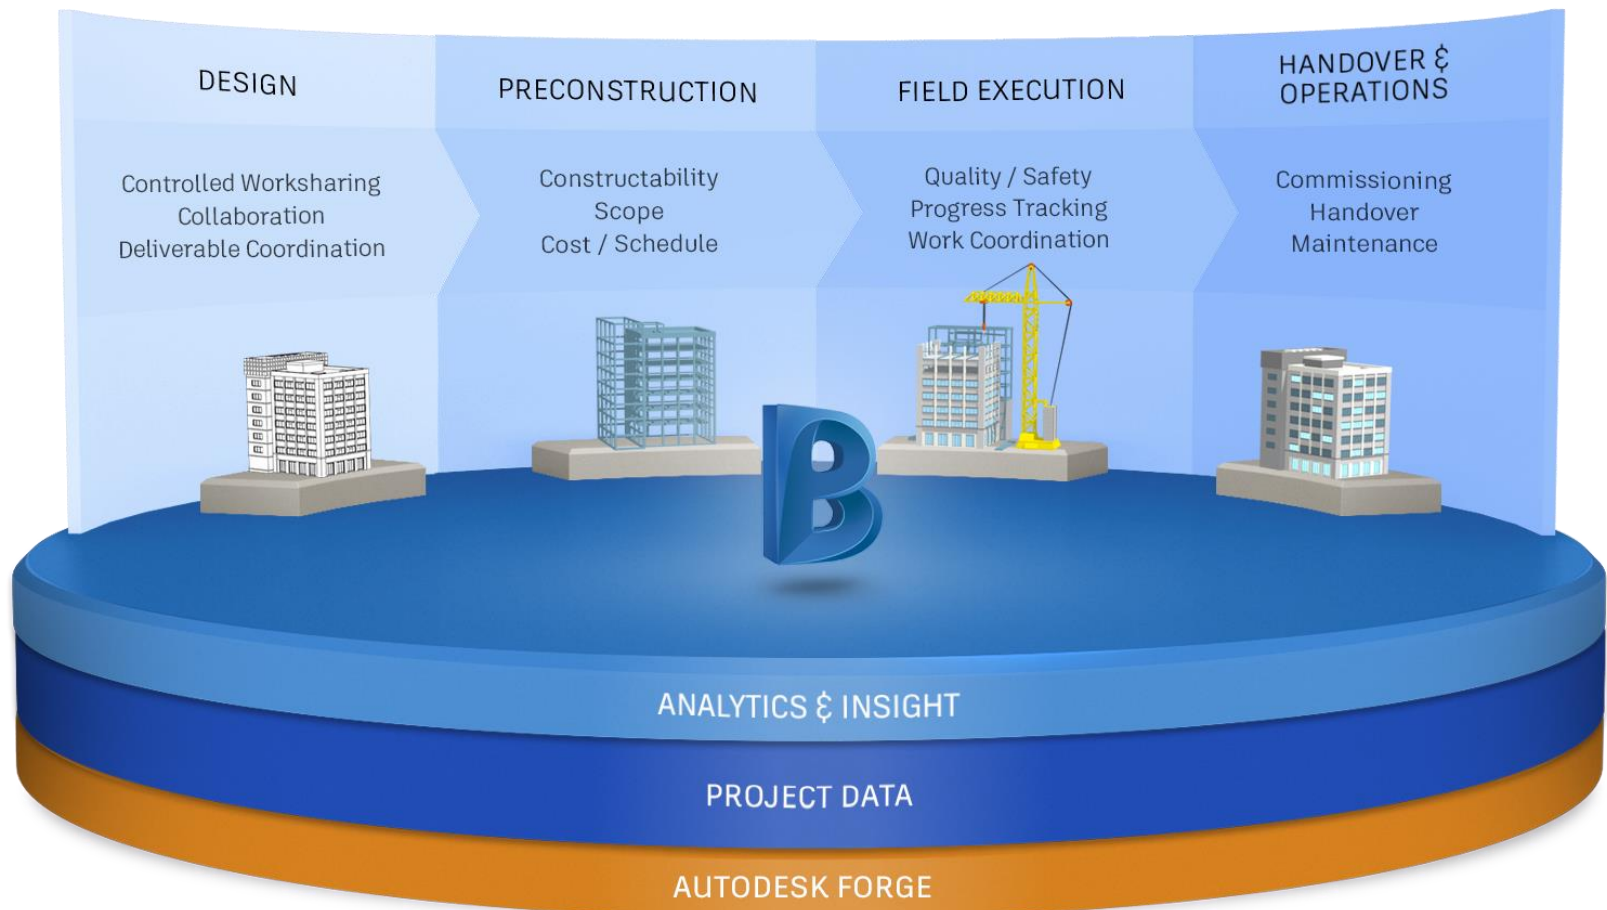 DESIGN
Controlled Worksharing
Collaboration
Deliverable Coordination
PRECONSTRUCTION
Constructability
Scope
Cost / Schedule
FIELD EXECUTION
Quality / Safety
Progress Tracking
Work Coordination
HANDOVER &
OPERATIONS
Commissioning
Handover
Maintenance
B
ANALYTICS & INSIGHT
PROJECT DATA
AUTODESK FORGE